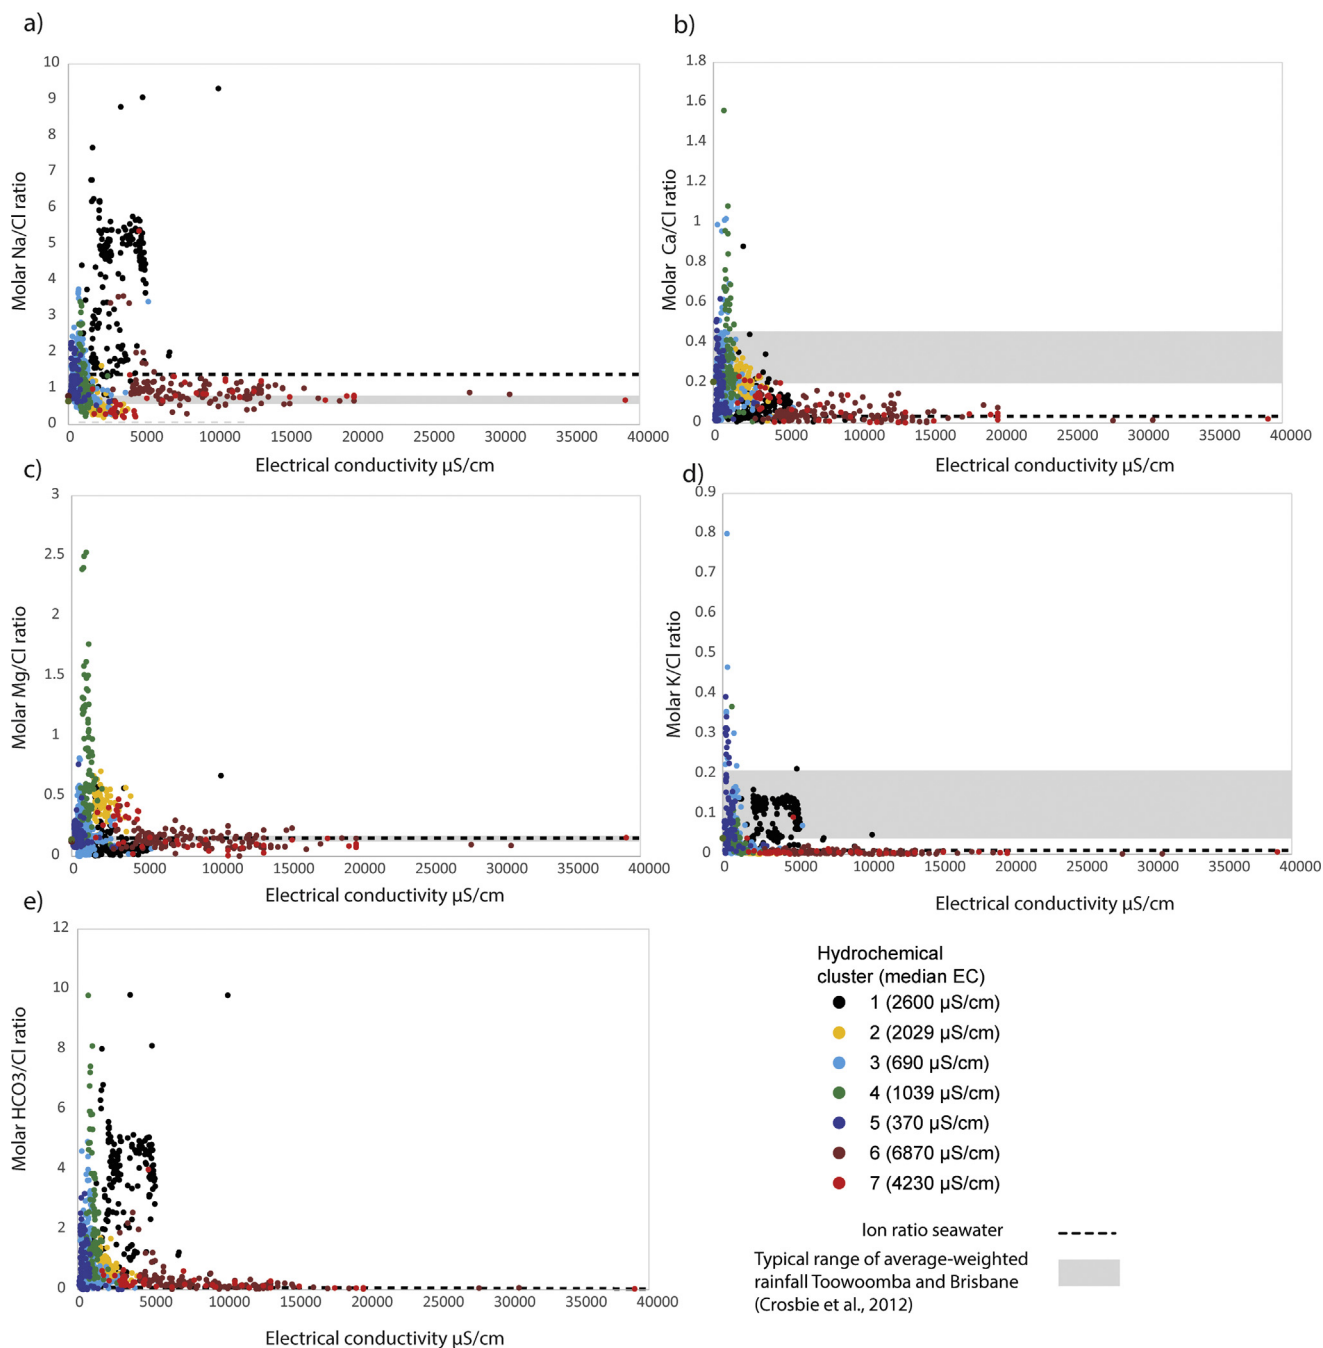 a)
10
9
8
7
6
5
4
3
2
1
0
Molar Na/Cl ratio
0 5000 10000 15000 20000 25000 30000 35000 40000
Electrical conductivity µS/cm
b)
1.8
1.6
1.4
1.2
1
0.8
0.6
0.4
0.2
0
Molar Ca/Cl ratio
0 5000 10000 15000 20000 25000 30000 35000 40000
Electrical conductivity µS/cm
c)
3
2.5
2
1.5
1
0.5
0
Molar Mg/Cl ratio
0 5000 10000 15000 20000 25000 30000 35000 40000
Electrical conductivity µS/cm
d)
0.9
0.8
0.7
0.6
0.5
0.4
0.3
0.2
0.1
0
Molar K/Cl ratio
0 5000 10000 15000 20000 25000 30000 35000 40000
Electrical conductivity µS/cm
e)
12
10
8
6
4
2
0
Molar HCO3/Cl ratio
0 5000 10000 15000 20000 25000 30000 35000 40000
Electrical conductivity µS/cm
Hydrochemical
cluster (median EC)
1 (2600 µS/cm)
2 (2029 µS/cm)
3 (690 µS/cm)
4 (1039 µS/cm)
5 (370 µS/cm)
6 (6870 µS/cm)
7 (4230 µS/cm)
Ion ratio seawater
Typical range of average-weighted
rainfall Toowoomba and Brisbane
(Crosbie et al., 2012)